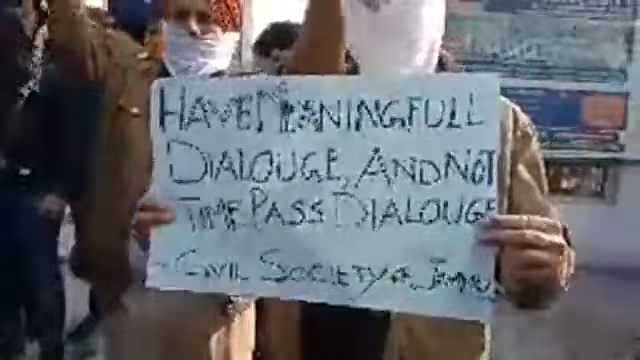 HAVE MEANINGFULL
DIALOUGE, AND NOT
TIME PASS DIALOUGE
- CIVIL SOCIETY OF JAMMU.